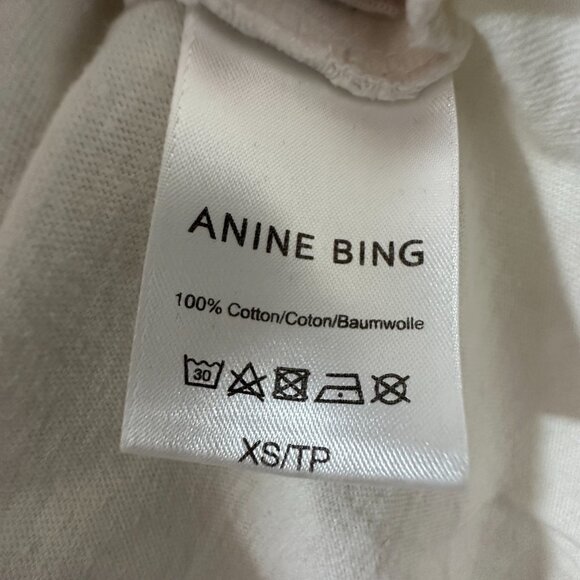 ANINE BING
100% Cotton/Coton/Baumwolle
30
XS/TP